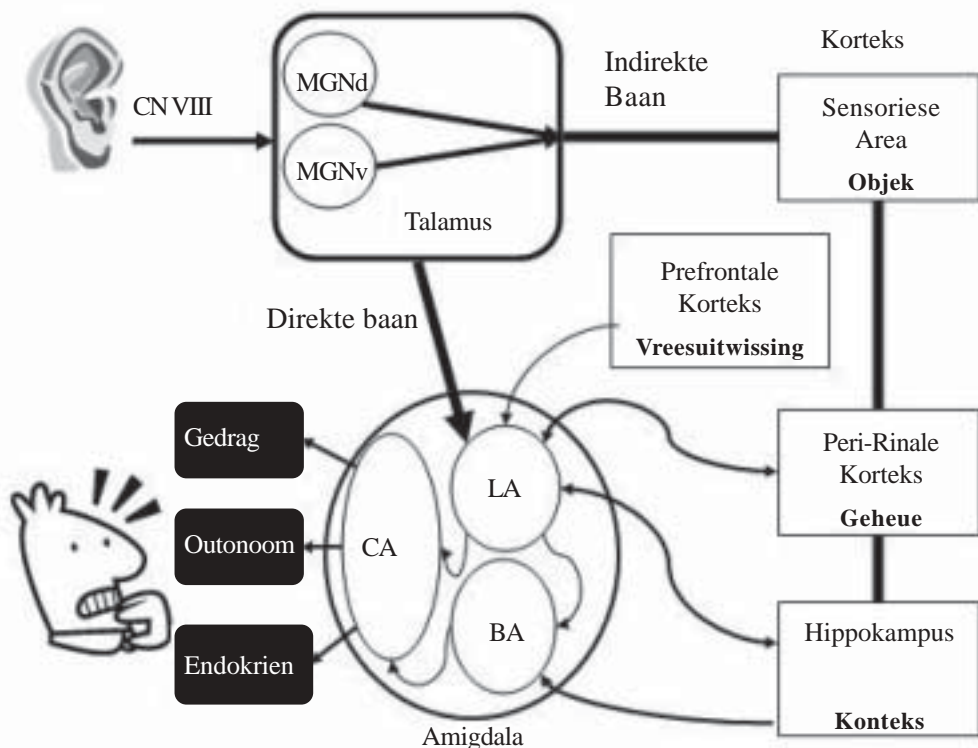 CN VIII
MGNd
MGNv
Talamus
Indirekte
Baan
Korteks
Sensoriese
Area
Objek
Direkte baan
Prefrontale
Korteks
Vreesuitwissing
Gedrag
Outonoom
Endokrien
CA
LA
BA
Amigdala
Peri-Rinale
Korteks
Geheue
Hippokampus
Konteks